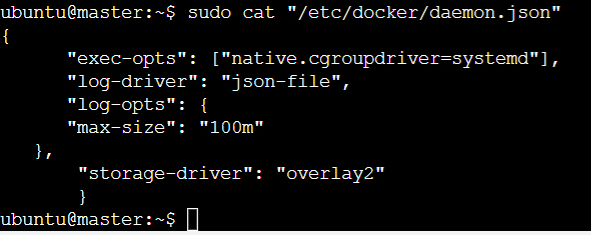 ubuntu@master:~$ sudo cat "/etc/docker/daemon.json"
{
      "exec-opts": ["native.cgroupdriver=systemd"],
      "log-driver": "json-file",
      "log-opts": {
      "max-size": "100m"
   },
       "storage-driver": "overlay2"
       }
ubuntu@master:~$